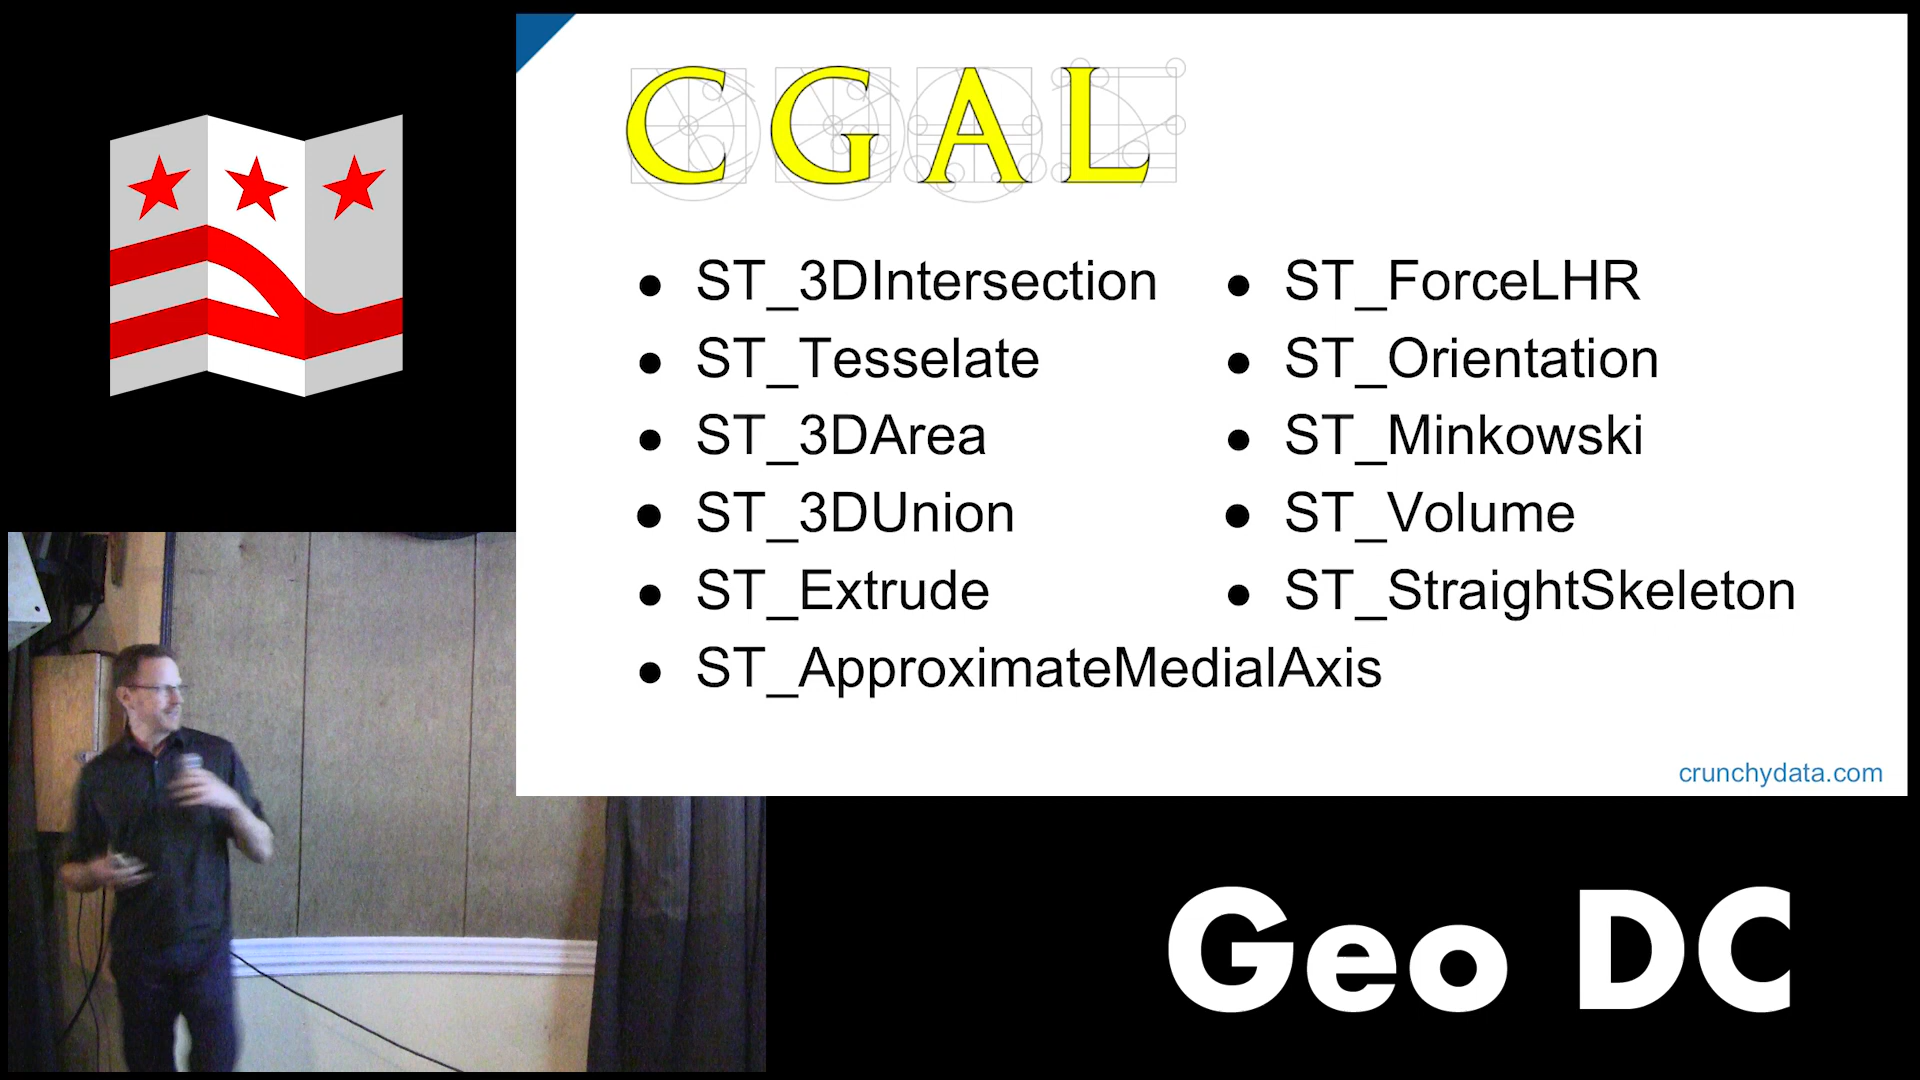 CGAL
● ST_3DIntersection
● ST_Tesselate
● ST_3DArea
● ST_3DUnion
● ST_Extrude
● ST_ApproximateMedialAxis
● ST_ForceLHR
● ST_Orientation
● ST_Minkowski
● ST_Volume
● ST_StraightSkeleton
crunchydata.com
Geo DC